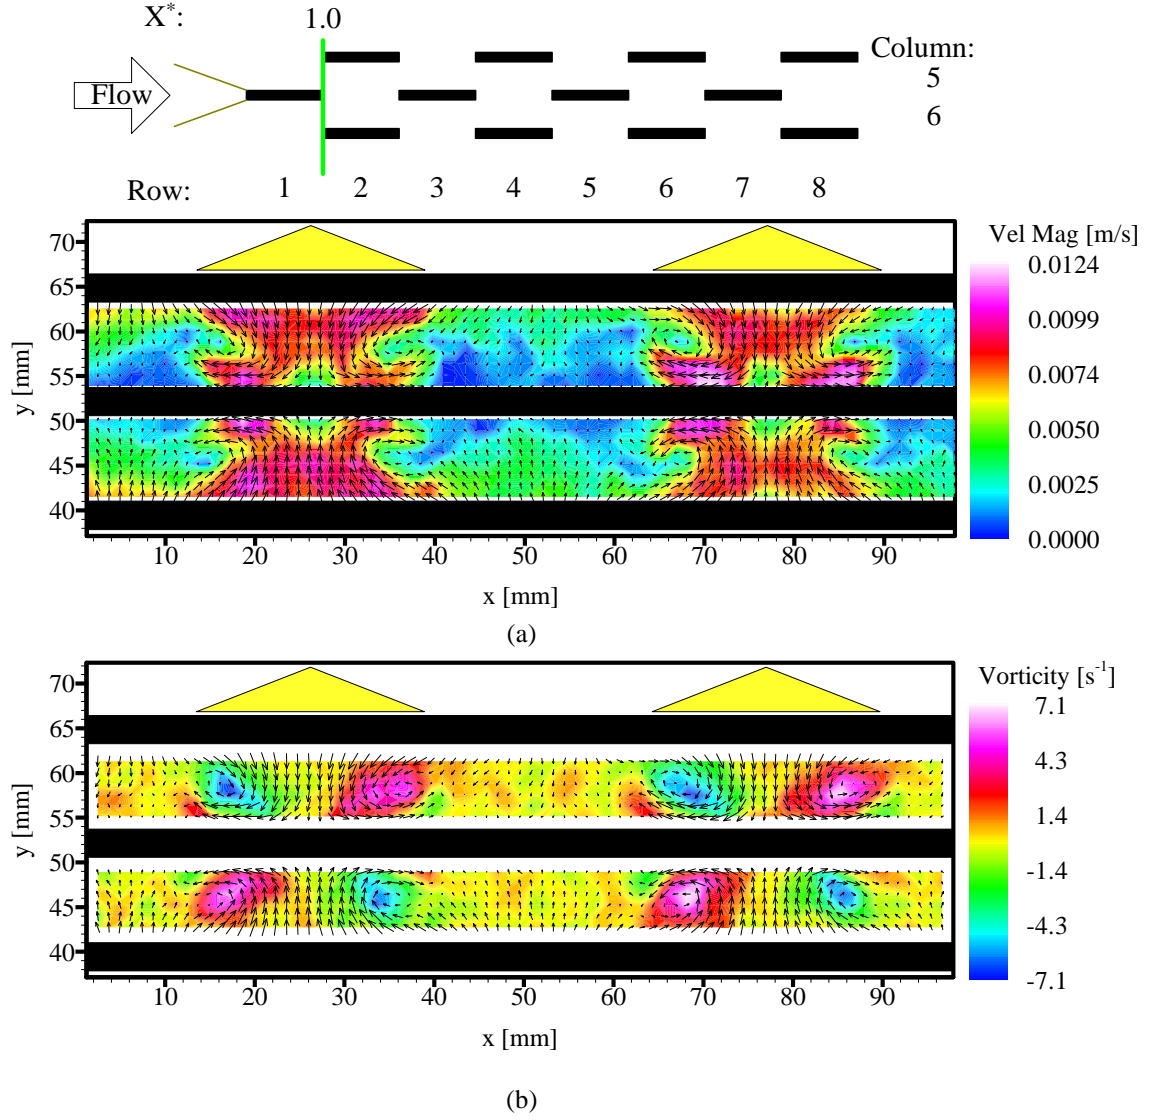 X*: 1.0
Column:
Flow 5
6
Row: 1 2 3 4 5 6 7 8
Vel Mag [m/s]
70
65
60
55
50
45
40
y [mm]
0.0124
0.0099
0.0074
0.0050
0.0025
0.0000
10 20 30 40 50 60 70 80 90
x [mm]
(a)
Vorticity [s-1]
70
65
60
55
50
45
40
y [mm]
7.1
4.3
1.4
-1.4
-4.3
-7.1
10 20 30 40 50 60 70 80 90
x [mm]
(b)